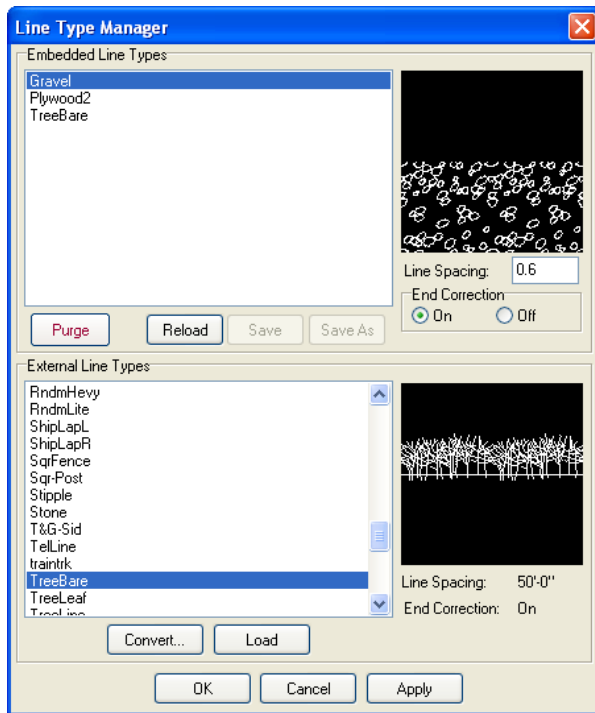 Line Type Manager
Embedded Line Types
Gravel
Plywood2
TreeBare
Line Spacing: 0.6
End Correction
On Off
Purge Reload Save Save As
External Line Types
RndmHevy
RndmLite
ShipLapL
ShipLapR
SqrFence
Sqr-Post
Stipple
Stone
T&G-Sid
TelLine
traintrk
TreeBare
TreeLeaf
TreeLine
Line Spacing: 50'-0"
End Correction: On
Convert... Load
OK Cancel Apply